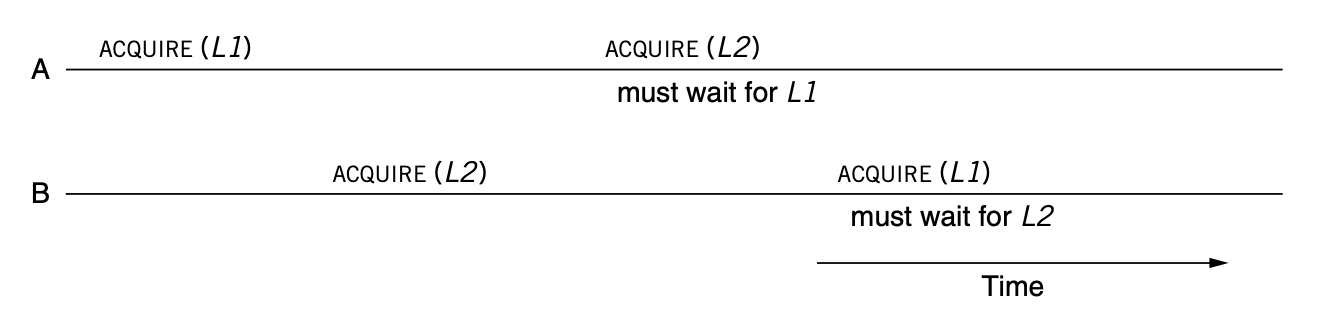 ACQUIRE (L1) ACQUIRE (L2)
A
must wait for L1
ACQUIRE (L2) ACQUIRE (L1)
B
must wait for L2
Time